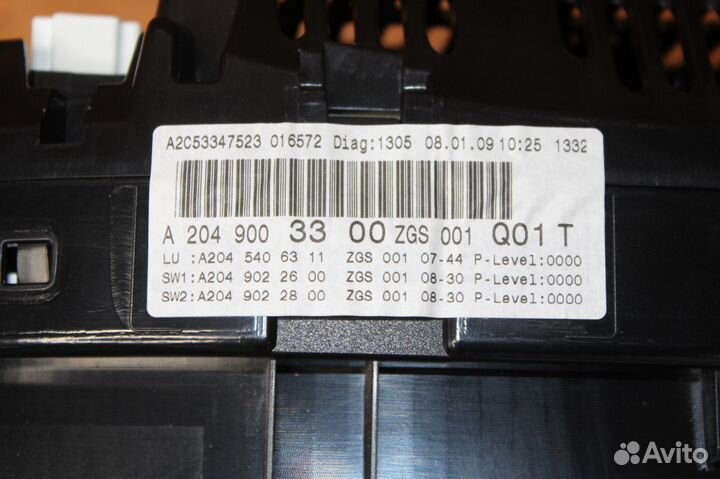 A2C53347523 016572 Diag:1305 08.01.09 10:25 1332
A 204 900 33 00 ZGS 001 Q01 T
LU :A204 540 63 11 ZGS 001 07-44 P-Level:0000
SW1:A204 902 26 00 ZGS 001 08-30 P-Level:0000
SW2:A204 902 28 00 ZGS 001 08-30 P-Level:0000
Avito